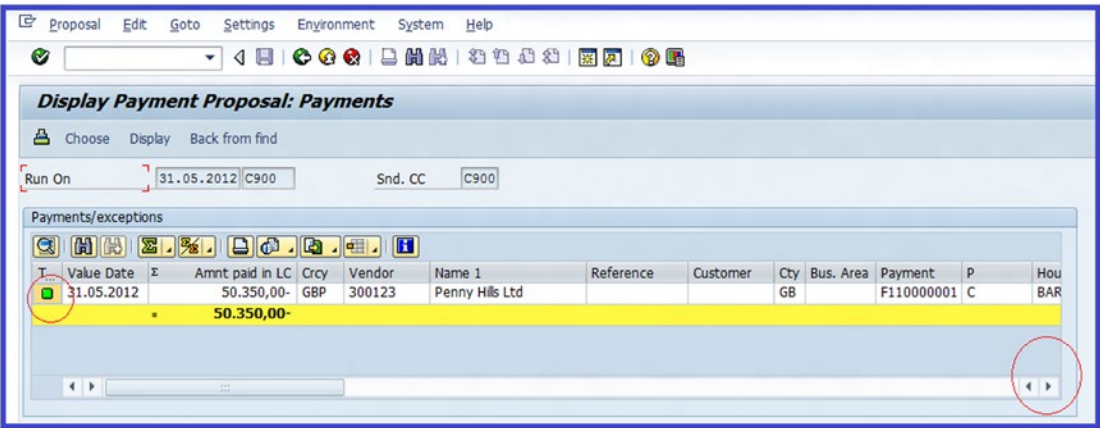 Proposal Edit Goto Settings Environment System Help
Display Payment Proposal: Payments
Choose Display Back from find
Run On 31.05.2012 C900 Snd. CC C900
Payments/exceptions
T... Value Date Σ Amnt paid in LC Crcy Vendor Name 1 Reference Customer Cty Bus. Area Payment P Hou
31.05.2012 50.350,00- GBP 300123 Penny Hills Ltd GB F110000001 C BAR
50.350,00-